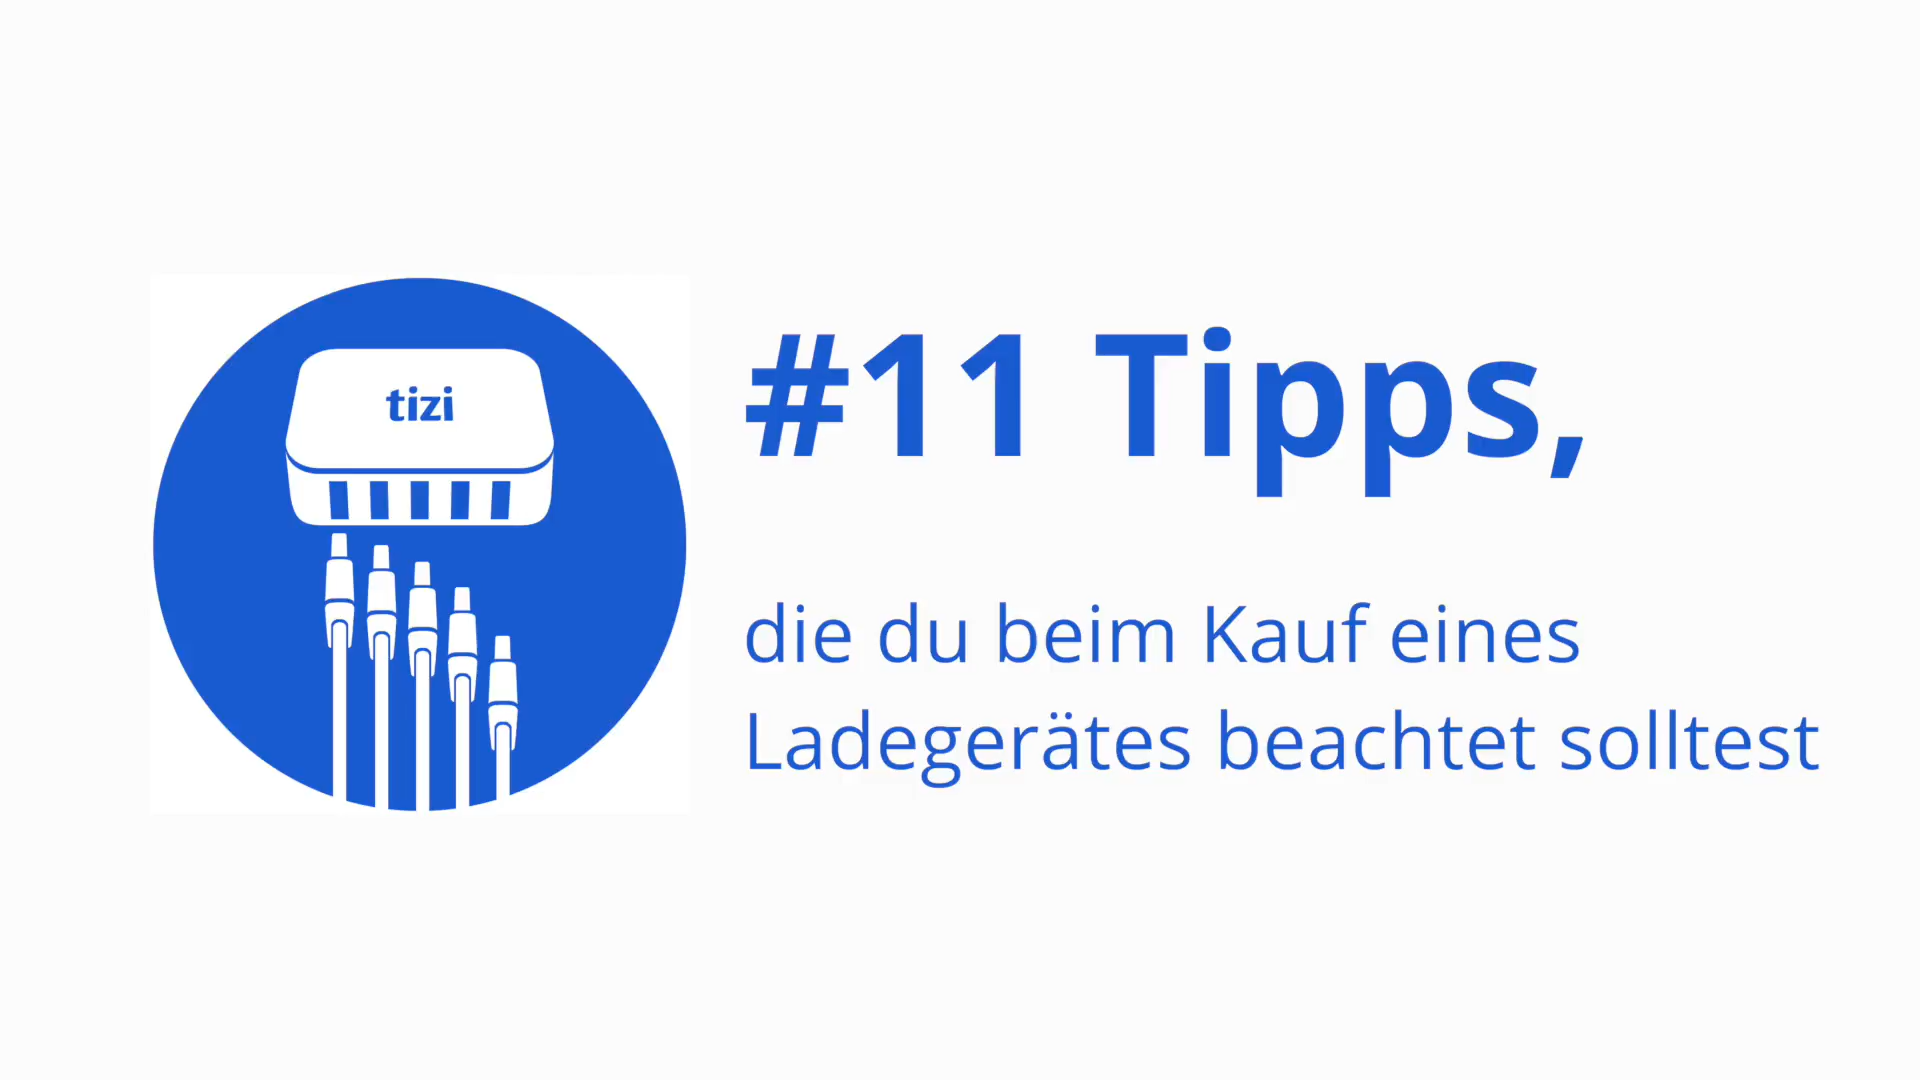 tizi
#11 Tipps,
die du beim Kauf eines
Ladegerätes beachtet solltest